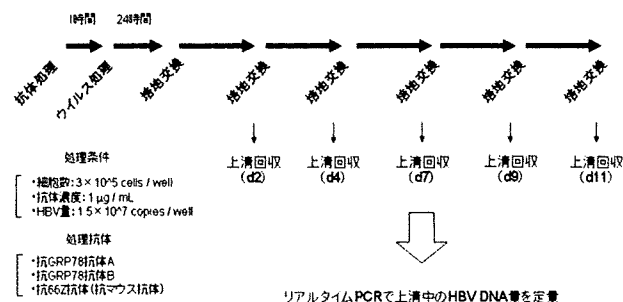 1時間
24時間
抗体処理
ウイルス処理
培地交換
培地交換
培地交換
培地交換
培地交換
培地交換
上清回収
(d2)
上清回収
(d4)
上清回収
(d7)
上清回収
(d9)
上清回収
(d11)
処理条件
・細胞数: 3×10^5 cells / well
・抗体濃度: 1 μg / mL
・HBV量: 1.5×10^7 copies / well
処理抗体
・抗GRP78抗体A
・抗GRP78抗体B
・抗66Z抗体(抗マウス抗体)
リアルタイムPCRで上清中のHBV DNA量を定量